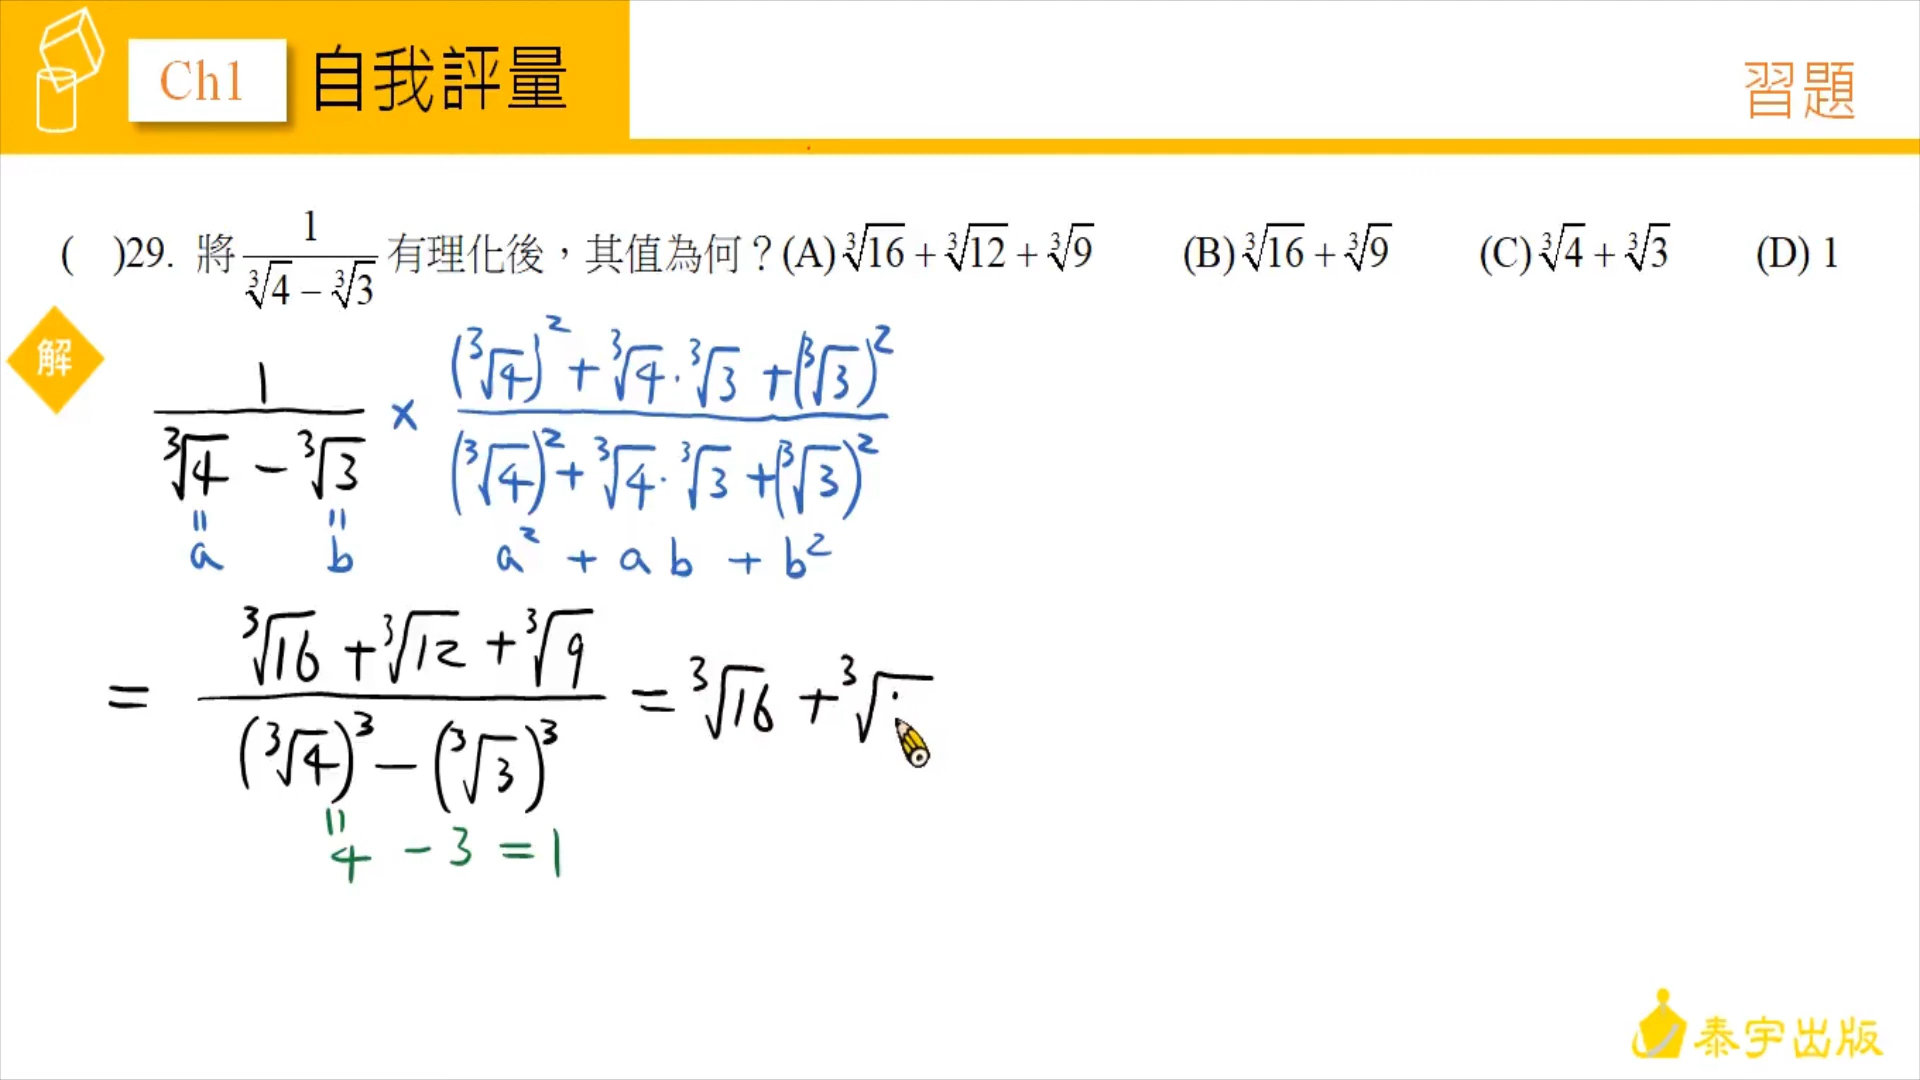 Ch1 自我評量
習題
( )29. 將 1/(∛4 − ∛3) 有理化後，其值為何？(A) ∛16 + ∛12 + ∛9 (B) ∛16 + ∛9 (C) ∛4 + ∛3 (D) 1
解
1/(∛4 − ∛3) × ((∛4)² + ∛4 · ∛3 + (∛3)²)/((∛4)² + ∛4 · ∛3 + (∛3)²)
" "
a b a² + a b + b²
= (∛16 + ∛12 + ∛9)/((∛4)³ − (∛3)³) = ∛16 + ∛
"
4 − 3 = 1
泰宇出版